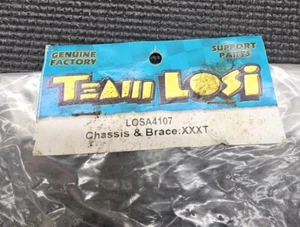 GENUINE FACTORY SUPPORT PARTS
TEAM LOSI
LOSA4107
Chassis & Brace:XXXT